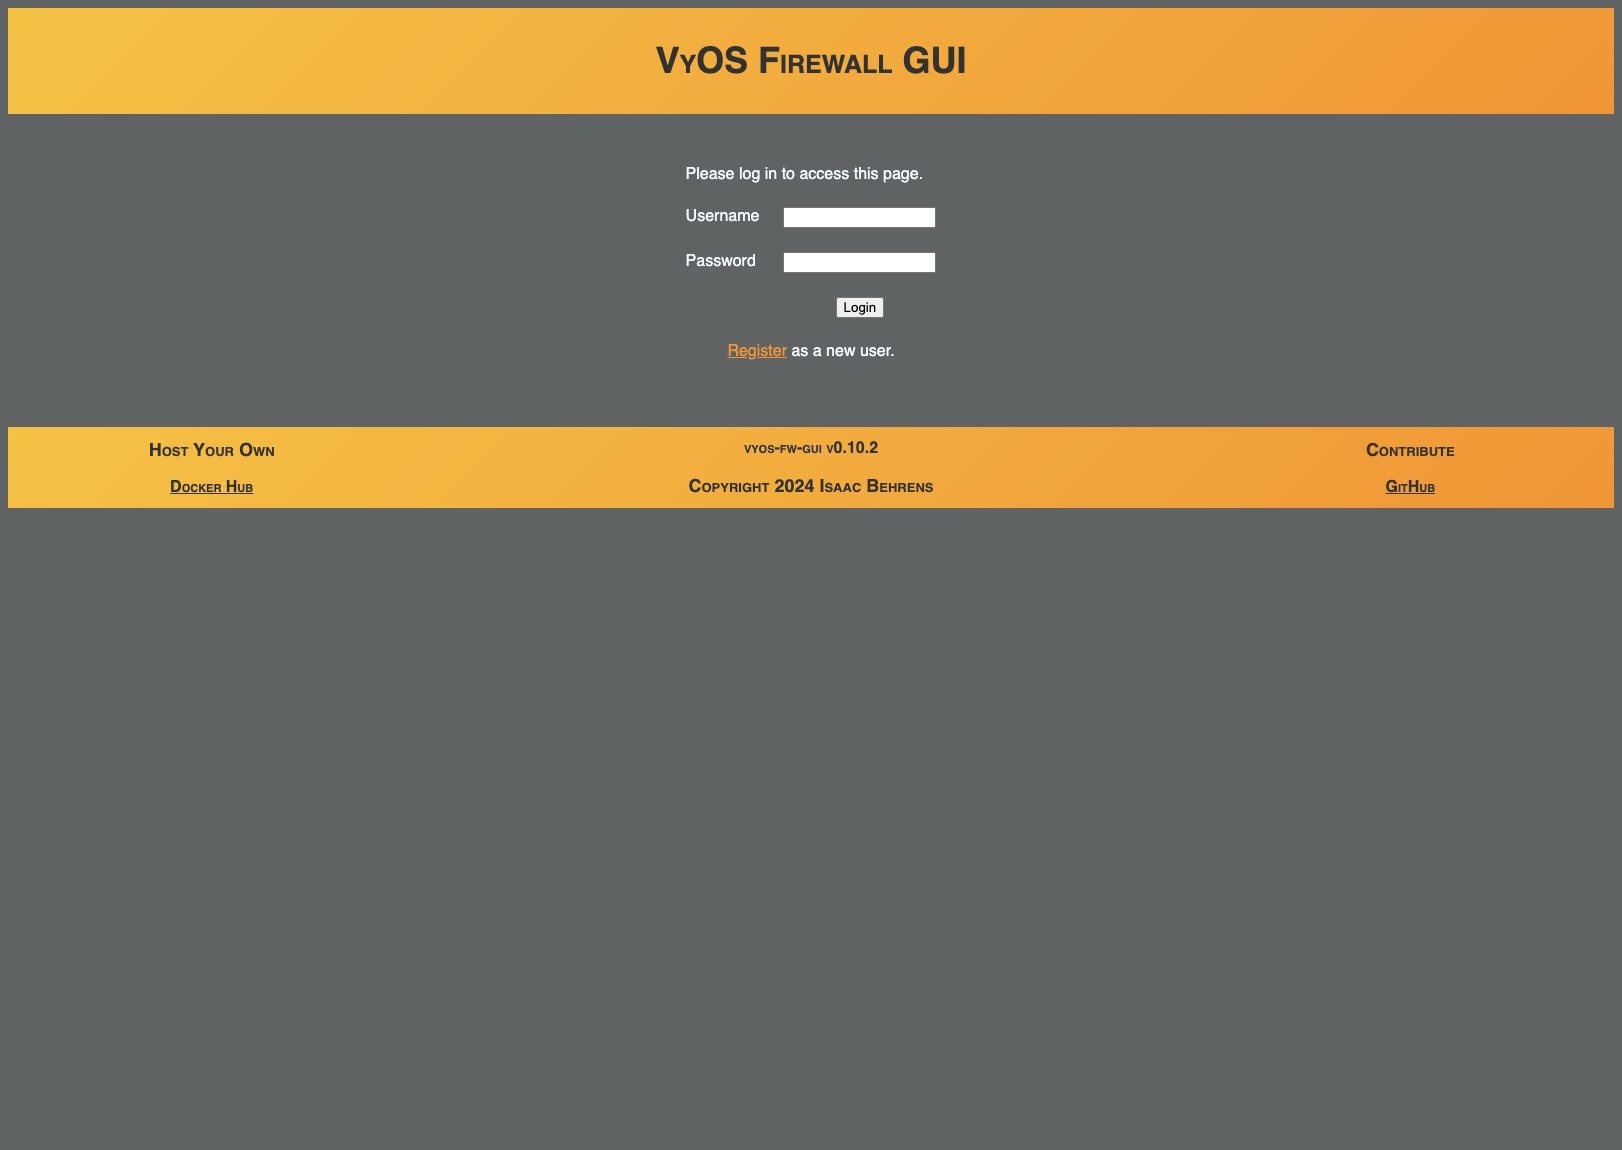 VyOS Firewall GUI
Please log in to access this page.
Username
Password
Login
Register as a new user.
Host Your Own
vyos-fw-gui v0.10.2
Contribute
Docker Hub
Copyright 2024 Isaac Behrens
GitHub